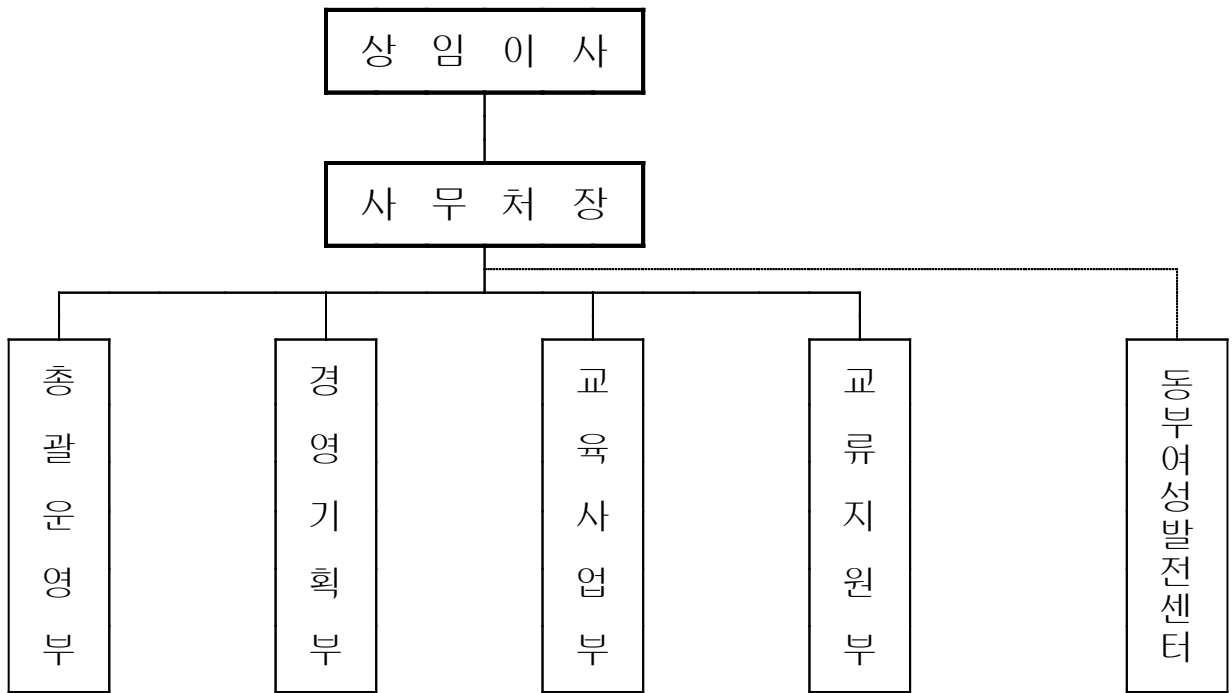 상 임 이 사
사 무 처 장
총괄운영부
경영기획부
교육사업부
교류지원부
동부여성발전센터